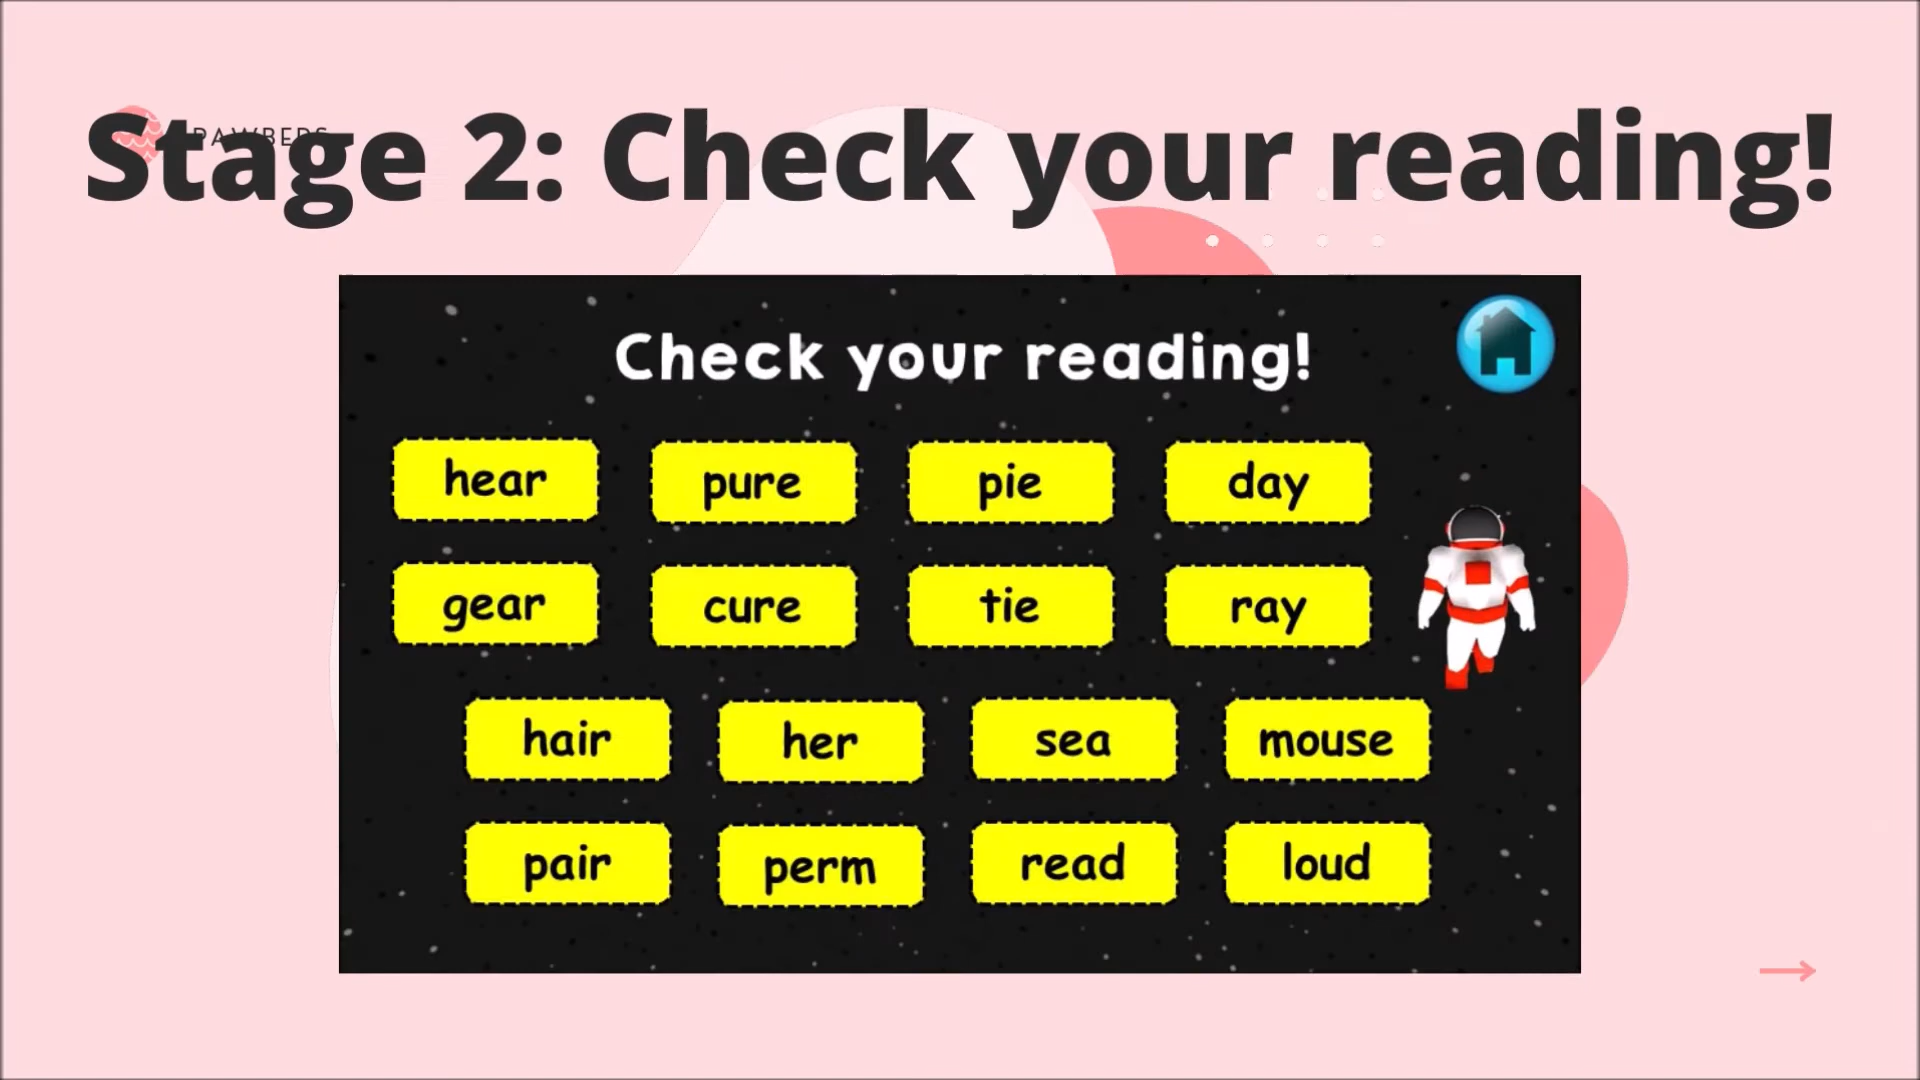 Stage 2: Check your reading!
Check your reading!
hear pure pie day
gear cure tie ray
hair her sea mouse
pair perm read loud